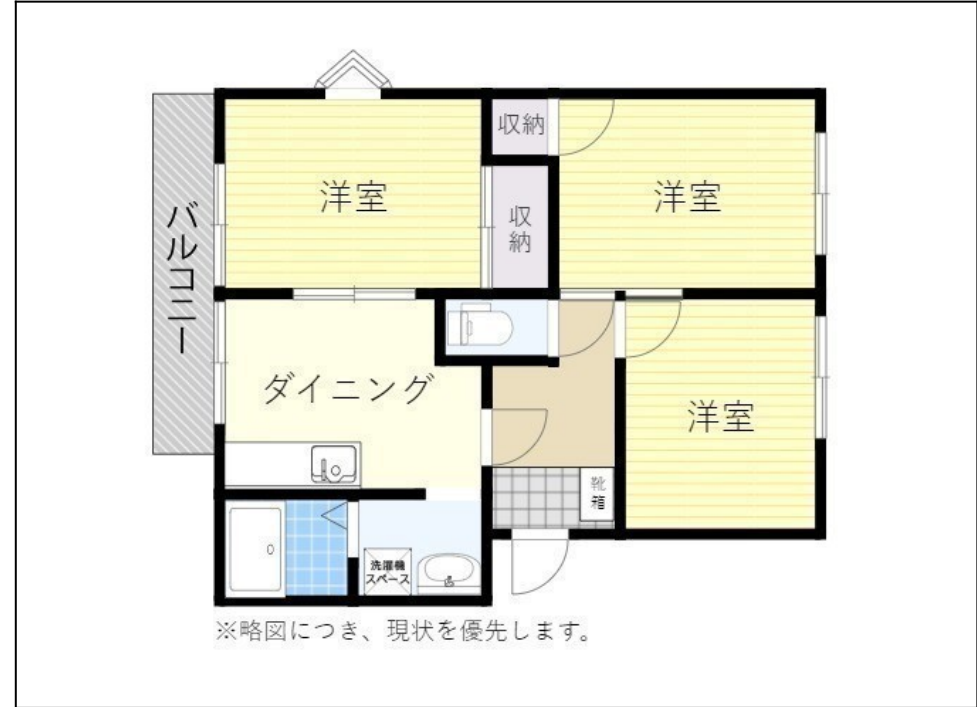 収納
洋室
洋室
収納
バルコニー
ダイニング
洋室
靴箱
洗濯機
スペース
※略図につき、現状を優先します。